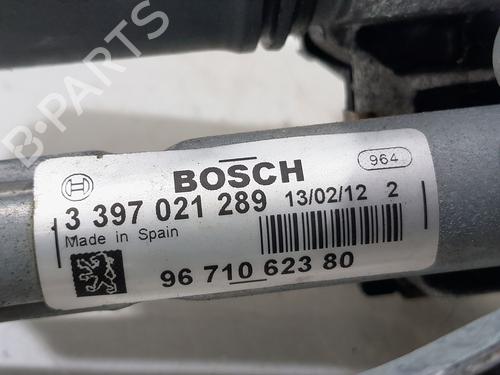 B-PARTS
BOSCH
964
3 397 021 289 13/02/12 2
Made in Spain
96 710 623 80